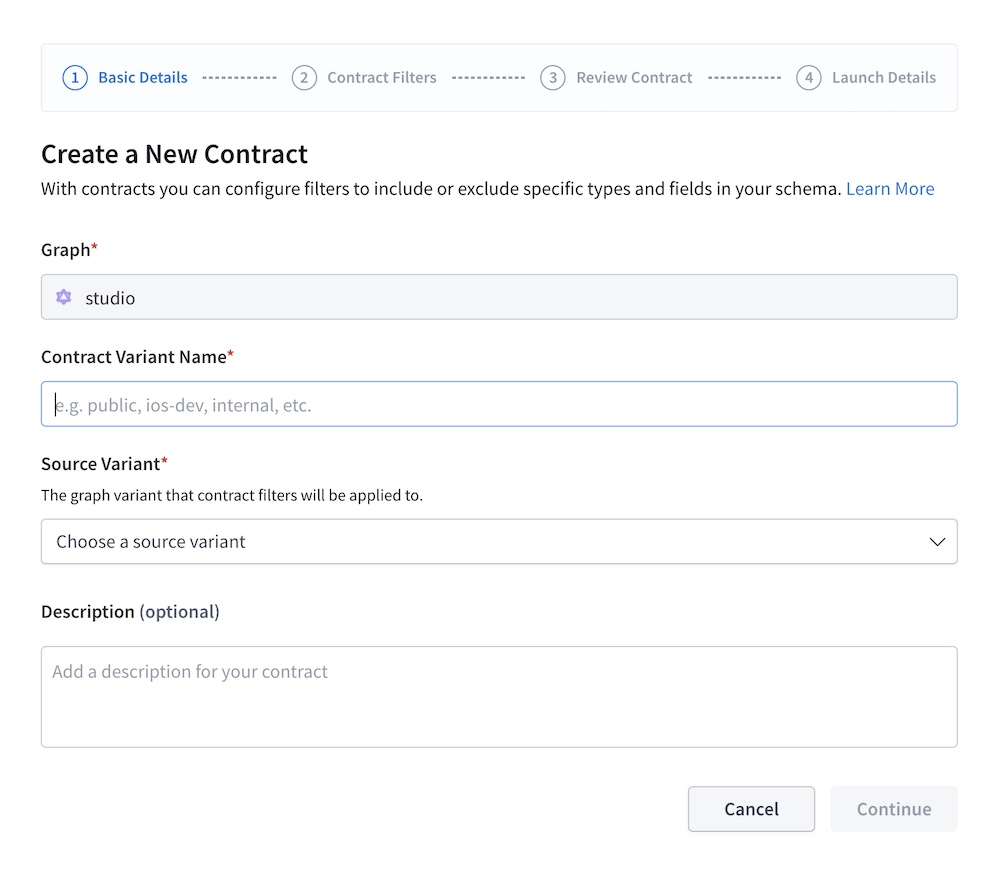 1 Basic Details 2 Contract Filters 3 Review Contract 4 Launch Details
Create a New Contract
With contracts you can configure filters to include or exclude specific types and fields in your schema. Learn More
Graph*
studio
Contract Variant Name*
e.g. public, ios-dev, internal, etc.
Source Variant*
The graph variant that contract filters will be applied to.
Choose a source variant
Description (optional)
Add a description for your contract
Cancel Continue